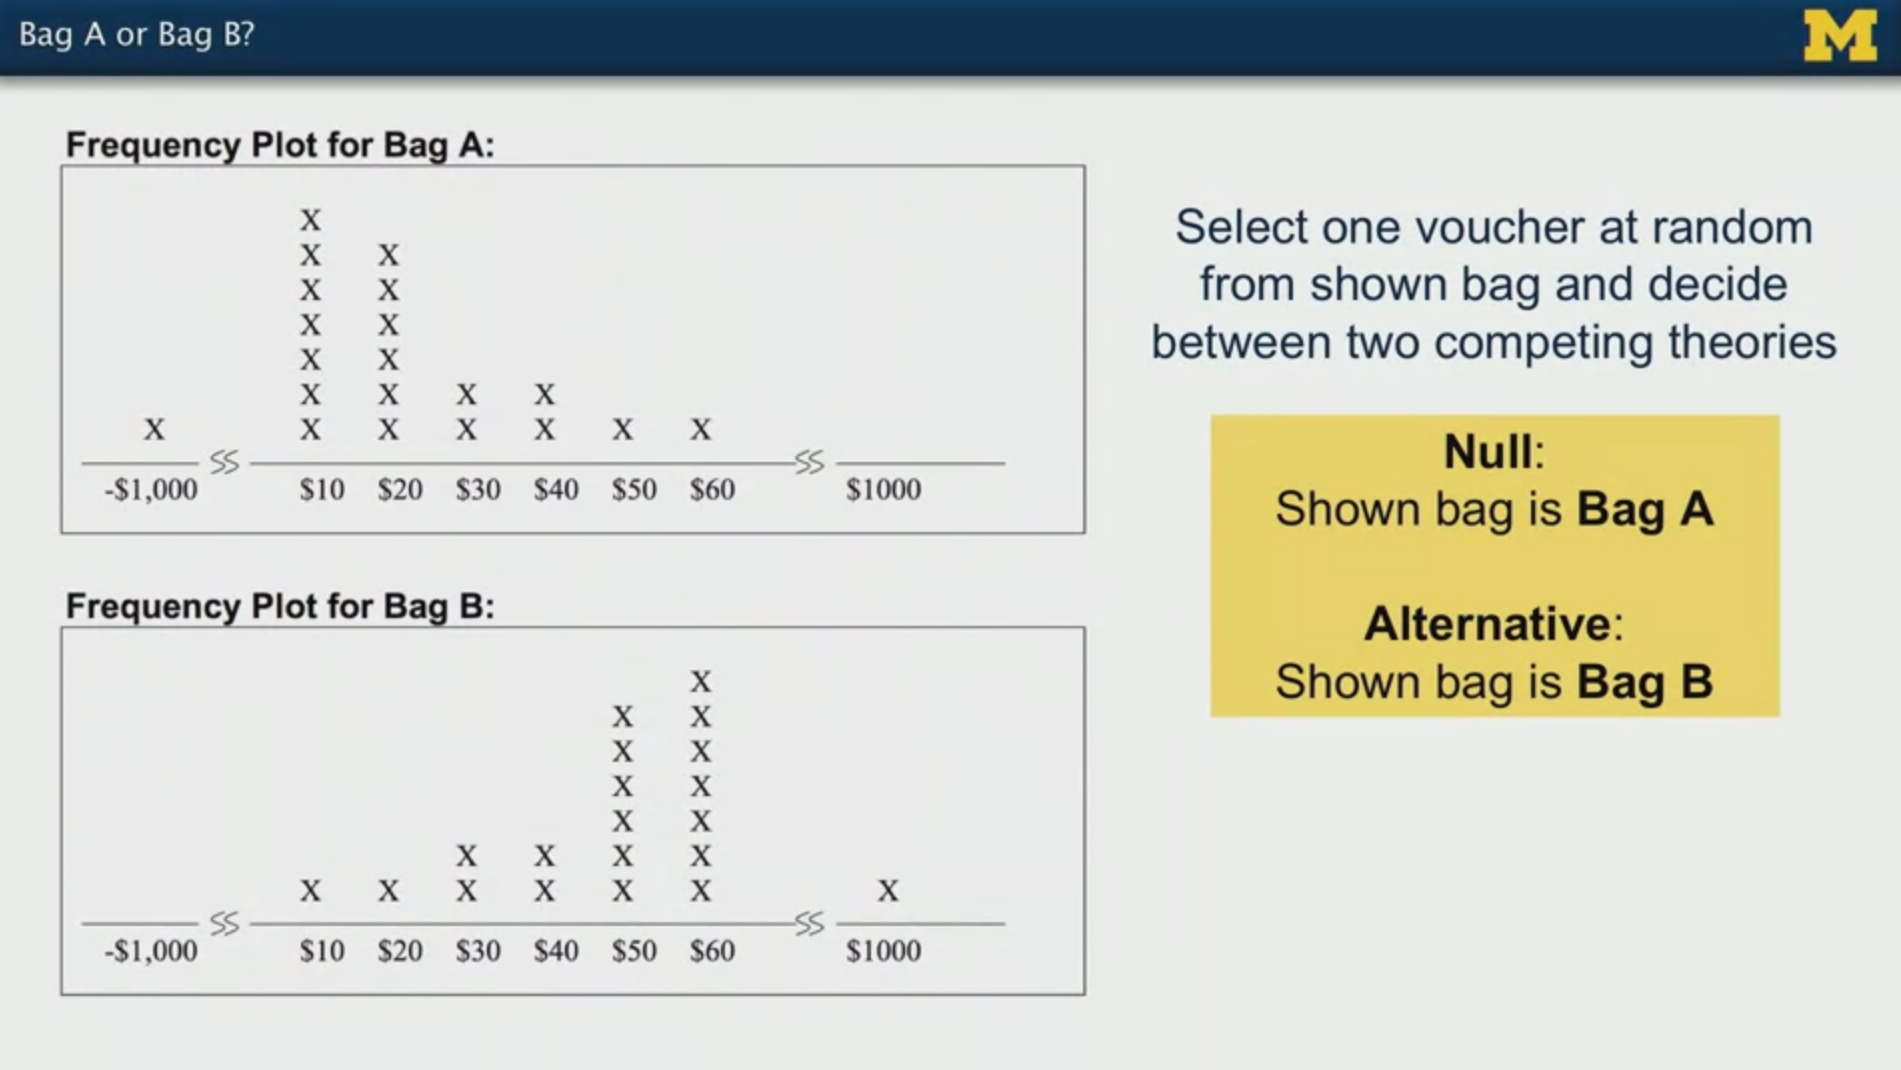 Bag A or Bag B?
M
Frequency Plot for Bag A:
X
X X
X X
X X
X X
X X X X
X X X X X X X
-$1,000 $10 $20 $30 $40 $50 $60 $1000
Select one voucher at random
from shown bag and decide
between two competing theories
Null:
Shown bag is Bag A
Alternative:
Shown bag is Bag B
Frequency Plot for Bag B:
X
X X
X X
X X
X X
X X X X
X X X X X X X
-$1,000 $10 $20 $30 $40 $50 $60 $1000